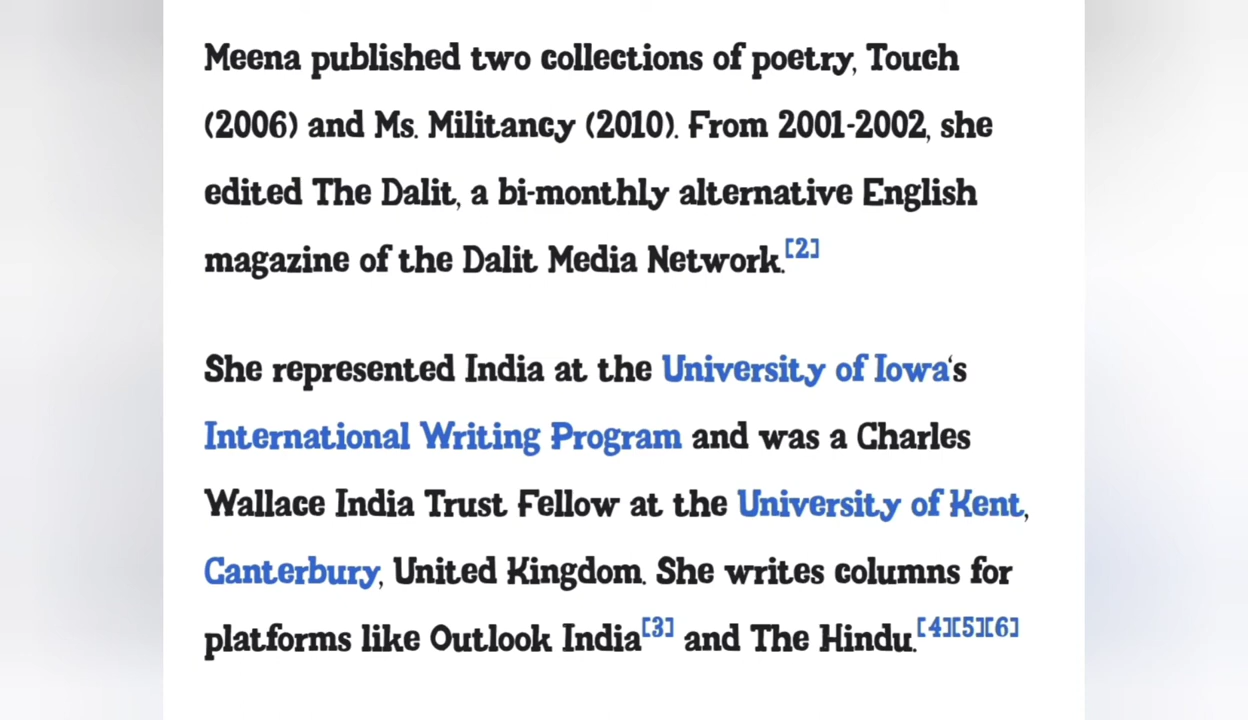 Meena published two collections of poetry, Touch
(2006) and Ms. Militancy (2010). From 2001-2002, she
edited The Dalit, a bi-monthly alternative English
magazine of the Dalit Media Network.[2]
She represented India at the University of Iowa's
International Writing Program and was a Charles
Wallace India Trust Fellow at the University of Kent,
Canterbury, United Kingdom. She writes columns for
platforms like Outlook India[3] and The Hindu.[4][5][6]